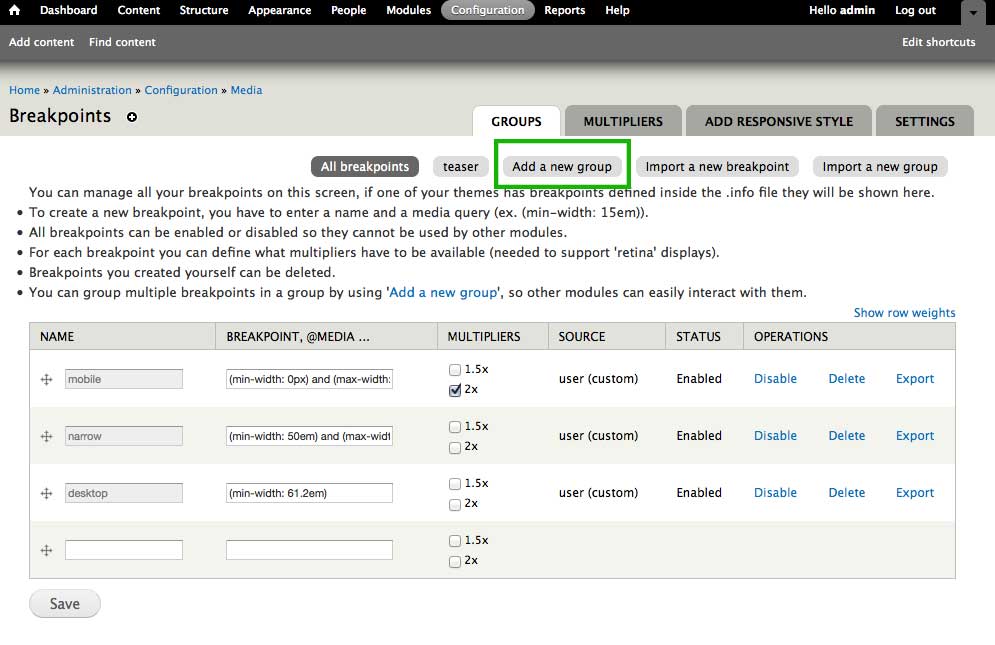 Dashboard Content Structure Appearance People Modules Configuration Reports Help Hello admin Log out
Add content Find content Edit shortcuts
Home » Administration » Configuration » Media
Breakpoints
GROUPS MULTIPLIERS ADD RESPONSIVE STYLE SETTINGS
All breakpoints teaser Add a new group Import a new breakpoint Import a new group
You can manage all your breakpoints on this screen, if one of your themes has breakpoints defined inside the .info file they will be shown here.
• To create a new breakpoint, you have to enter a name and a media query (ex. (min-width: 15em)).
• All breakpoints can be enabled or disabled so they cannot be used by other modules.
• For each breakpoint you can define what multipliers have to be available (needed to support 'retina' displays).
• Breakpoints you created yourself can be deleted.
• You can group multiple breakpoints in a group by using 'Add a new group', so other modules can easily interact with them.
Show row weights
NAME BREAKPOINT, @MEDIA ... MULTIPLIERS SOURCE STATUS OPERATIONS
1.5x
mobile (min-width: 0px) and (max-width: user (custom) Enabled Disable Delete Export
2x
1.5x
narrow (min-width: 50em) and (max-widt user (custom) Enabled Disable Delete Export
2x
1.5x
desktop (min-width: 61.2em) user (custom) Enabled Disable Delete Export
2x
1.5x
2x
Save